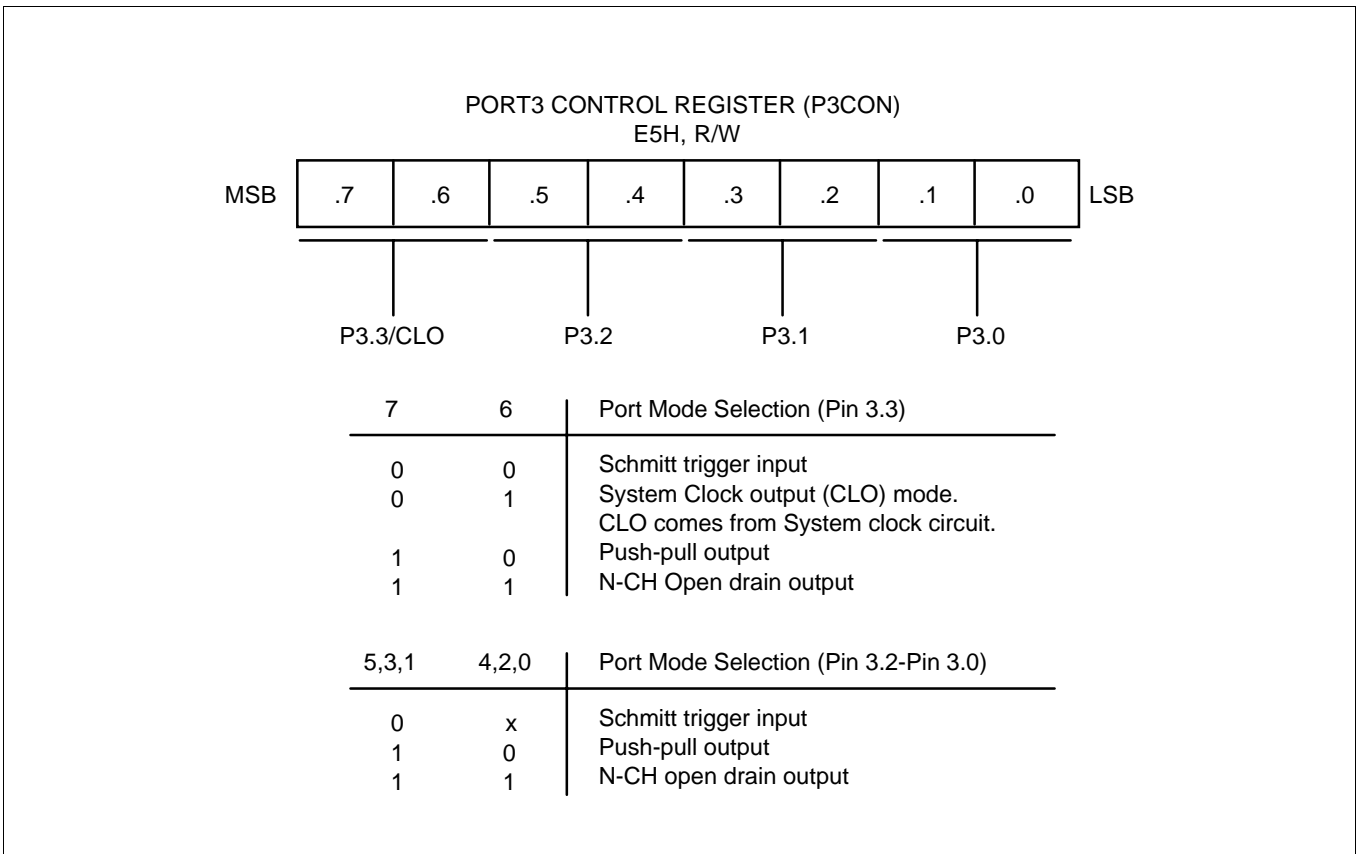 PORT3 CONTROL REGISTER (P3CON)
E5H, R/W
MSB .7 .6 .5 .4 .3 .2 .1 .0 LSB
P3.3/CLO P3.2 P3.1 P3.0
7 6 Port Mode Selection (Pin 3.3)
0 0 Schmitt trigger input
0 1 System Clock output (CLO) mode.
CLO comes from System clock circuit.
1 0 Push-pull output
1 1 N-CH Open drain output
5,3,1 4,2,0 Port Mode Selection (Pin 3.2-Pin 3.0)
0 x Schmitt trigger input
1 0 Push-pull output
1 1 N-CH open drain output